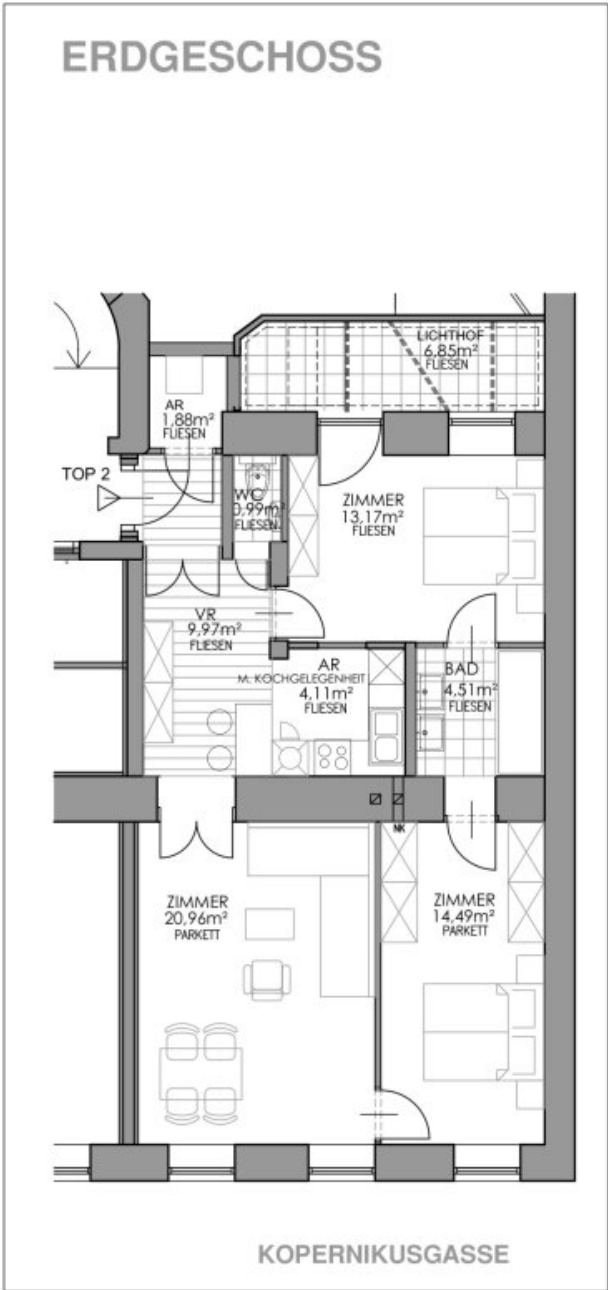 ERDGESCHOSS
LICHTHOF
6,85m²
FLIESEN
AR
1,88m²
FLIESEN
TOP 2
WC
0,99m²
FLIESEN
ZIMMER
13,17m²
FLIESEN
VR
9,97m²
FLIESEN
AR
M. KOCHGELEGENHEIT
4,11m²
FLIESEN
BAD
4,51m²
FLIESEN
NK
ZIMMER
20,96m²
PARKETT
ZIMMER
14,49m²
PARKETT
KOPERNIKUSGASSE